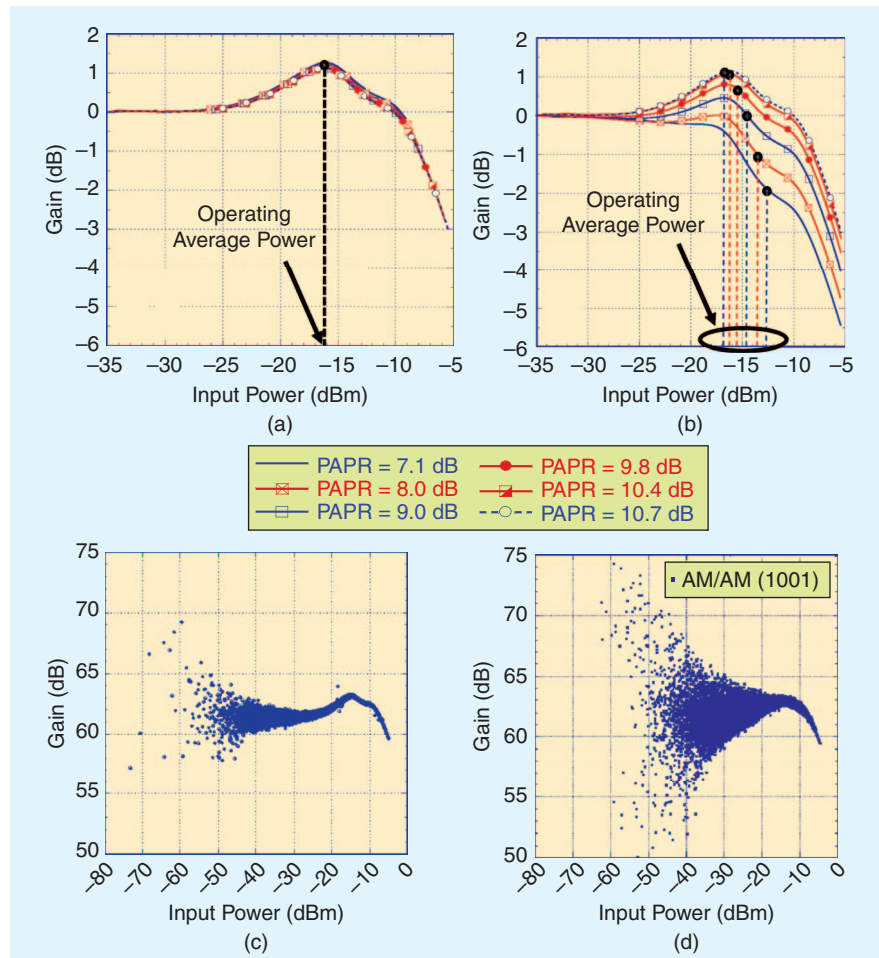 2
1
0
−1
−2
−3
−4
−5
−6
Gain (dB)
Operating
Average Power
−35 −30 −25 −20 −15 −10 −5
Input Power (dBm)
(a)
2
1
0
−1
−2
−3
−4
−5
−6
Gain (dB)
Operating
Average Power
−35 −30 −25 −20 −15 −10 −5
Input Power (dBm)
(b)
PAPR = 7.1 dB
PAPR = 9.8 dB
PAPR = 8.0 dB
PAPR = 10.4 dB
PAPR = 9.0 dB
PAPR = 10.7 dB
75
70
65
60
55
50
Gain (dB)
−80 −70 −60 −50 −40 −30 −20 −10 0
Input Power (dBm)
(c)
75
70
65
60
55
50
Gain (dB)
AM/AM (1001)
−80 −70 −60 −50 −40 −30 −20 −10 0
Input Power (dBm)
(d)